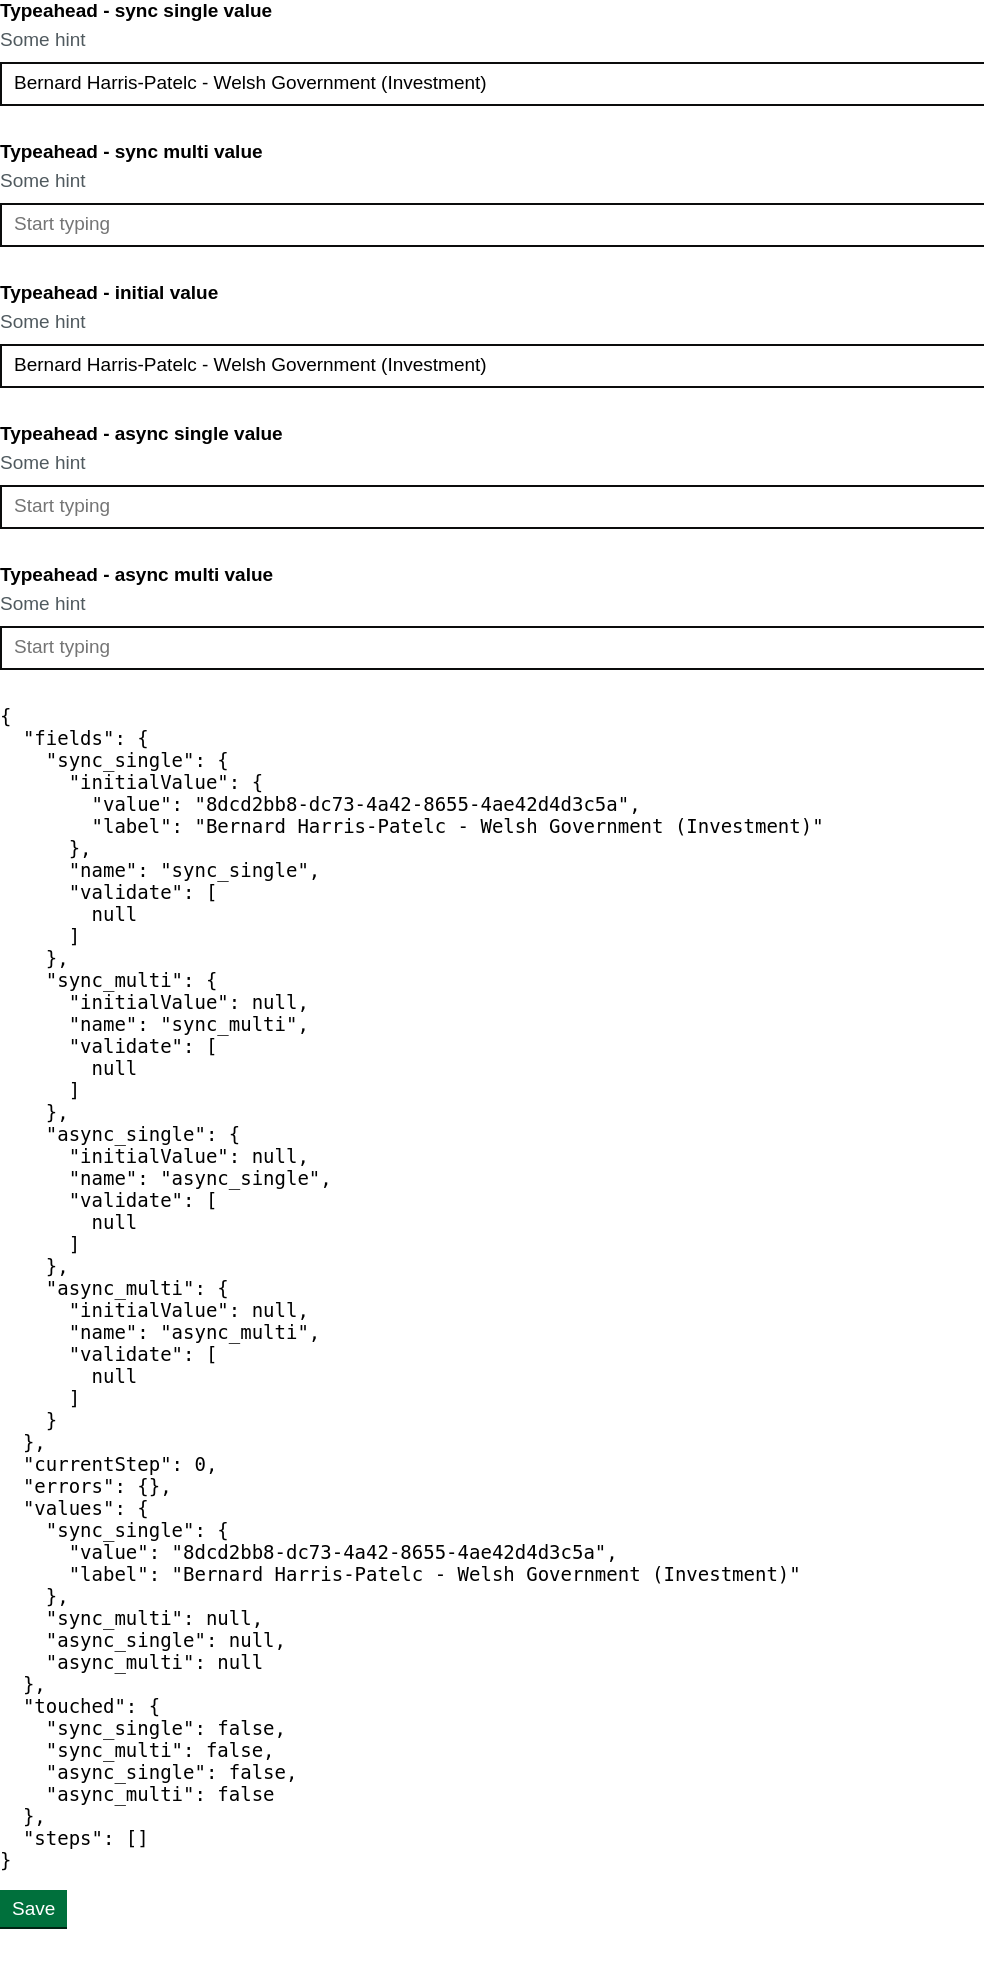 Typeahead - sync single value
Some hint
Bernard Harris-Patelc - Welsh Government (Investment)
Typeahead - sync multi value
Some hint
Start typing
Typeahead - initial value
Some hint
Bernard Harris-Patelc - Welsh Government (Investment)
Typeahead - async single value
Some hint
Start typing
Typeahead - async multi value
Some hint
Start typing
{
  "fields": {
    "sync_single": {
      "initialValue": {
        "value": "8dcd2bb8-dc73-4a42-8655-4ae42d4d3c5a",
        "label": "Bernard Harris-Patelc - Welsh Government (Investment)"
      },
      "name": "sync_single",
      "validate": [
        null
      ]
    },
    "sync_multi": {
      "initialValue": null,
      "name": "sync_multi",
      "validate": [
        null
      ]
    },
    "async_single": {
      "initialValue": null,
      "name": "async_single",
      "validate": [
        null
      ]
    },
    "async_multi": {
      "initialValue": null,
      "name": "async_multi",
      "validate": [
        null
      ]
    }
  },
  "currentStep": 0,
  "errors": {},
  "values": {
    "sync_single": {
      "value": "8dcd2bb8-dc73-4a42-8655-4ae42d4d3c5a",
      "label": "Bernard Harris-Patelc - Welsh Government (Investment)"
    },
    "sync_multi": null,
    "async_single": null,
    "async_multi": null
  },
  "touched": {
    "sync_single": false,
    "sync_multi": false,
    "async_single": false,
    "async_multi": false
  },
  "steps": []
}
Save